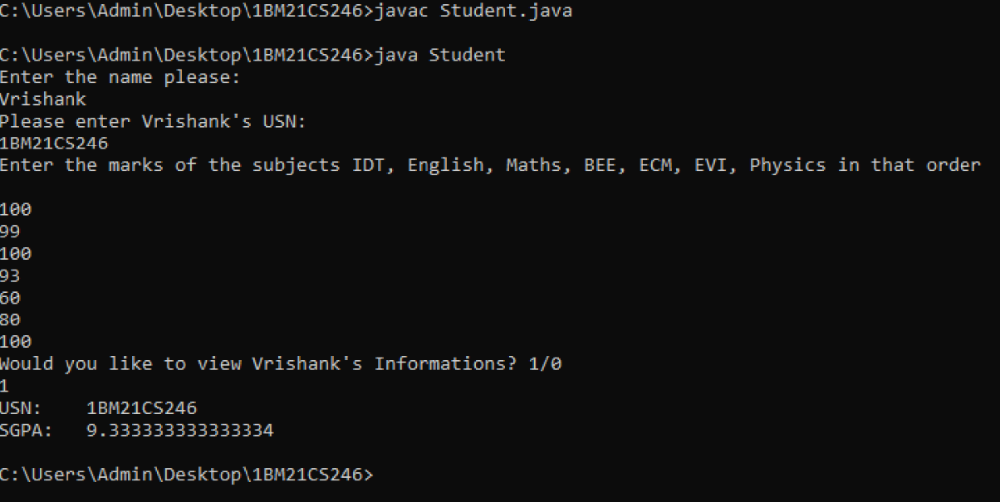 C:\Users\Admin\Desktop\1BM21CS246>javac Student.java
C:\Users\Admin\Desktop\1BM21CS246>java Student
Enter the name please:
Vrishank
Please enter Vrishank's USN:
1BM21CS246
Enter the marks of the subjects IDT, English, Maths, BEE, ECM, EVI, Physics in that order
100
99
100
93
60
80
100
Would you like to view Vrishank's Informations? 1/0
1
USN:    1BM21CS246
SGPA:   9.333333333333334
C:\Users\Admin\Desktop\1BM21CS246>